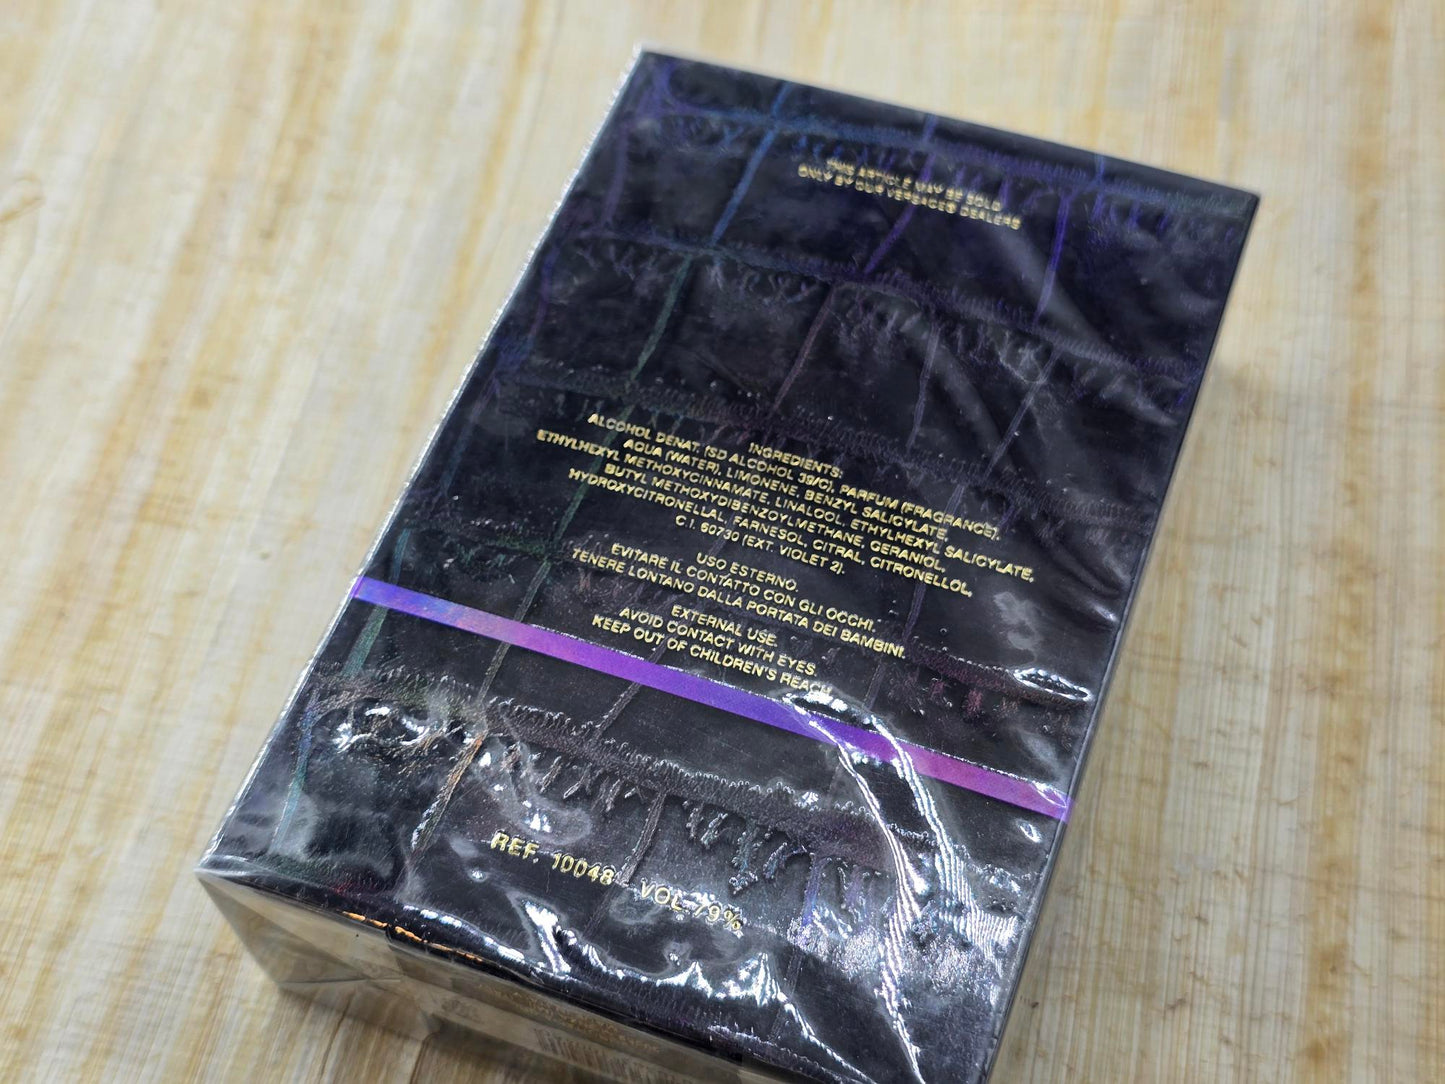 THIS ARTICLE MAY BE SOLD
ONLY BY OUR VERSACE® DEALERS
INGREDIENTS:
ALCOHOL DENAT. (SD ALCOHOL 39/C), PARFUM (FRAGRANCE),
AQUA (WATER), LIMONENE, BENZYL SALICYLATE,
ETHYLHEXYL METHOXYCINNAMATE, LINALOOL, ETHYLHEXYL SALICYLATE,
BUTYL METHOXYDIBENZOYLMETHANE, GERANIOL,
HYDROXYCITRONELLAL, FARNESOL, CITRAL, CITRONELLOL,
C.I. 60730 (EXT. VIOLET 2).
USO ESTERNO.
EVITARE IL CONTATTO CON GLI OCCHI.
TENERE LONTANO DALLA PORTATA DEI BAMBINI.
EXTERNAL USE.
AVOID CONTACT WITH EYES.
KEEP OUT OF CHILDREN'S REACH.
REF. 10048 VOL 79%